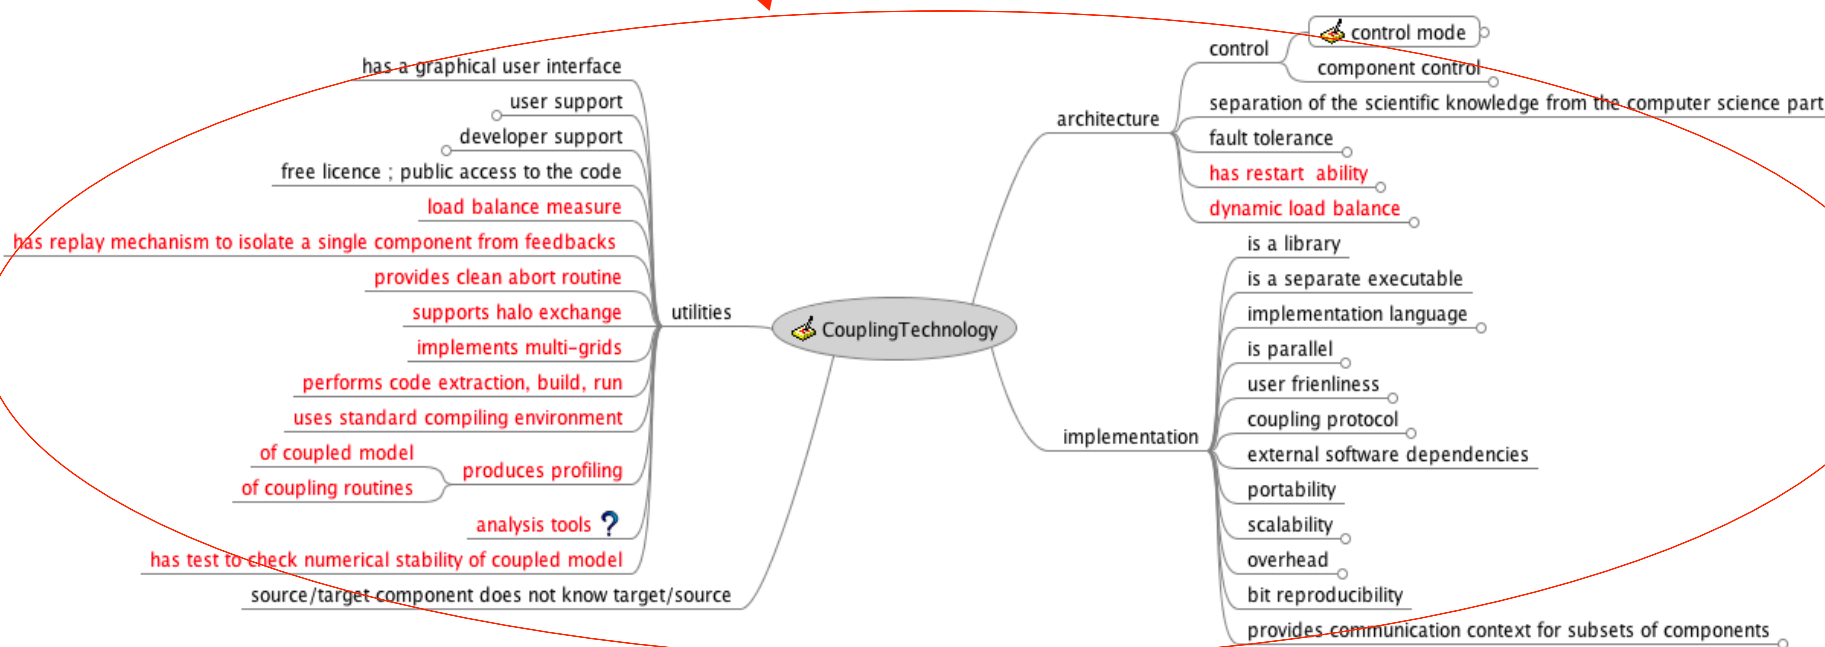 has a graphical user interface
user support
developer support
free licence ; public access to the code
load balance measure
has replay mechanism to isolate a single component from feedbacks
provides clean abort routine
supports halo exchange
implements multi-grids
performs code extraction, build, run
uses standard compiling environment
of coupled model
of coupling routines
produces profiling
analysis tools ?
has test to check numerical stability of coupled model
utilities
source/target component does not know target/source
CouplingTechnology
architecture
control
control mode
component control
separation of the scientific knowledge from the computer science part
fault tolerance
has restart  ability
dynamic load balance
implementation
is a library
is a separate executable
implementation language
is parallel
user frienliness
coupling protocol
external software dependencies
portability
scalability
overhead
bit reproducibility
provides communication context for subsets of components